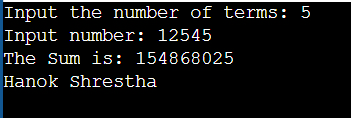 Input the number of terms: 5
Input number: 12545
The Sum is: 154868025
Hanok Shrestha